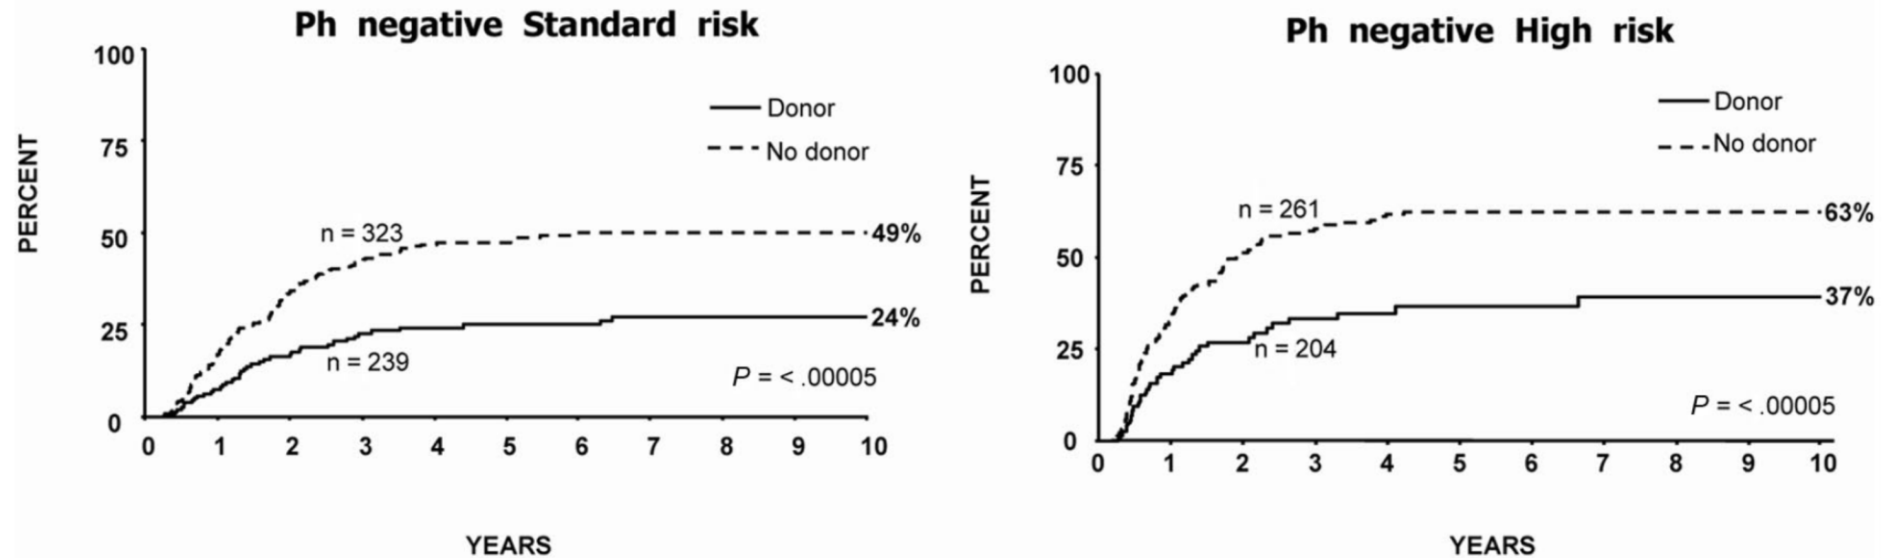 Ph negative Standard risk
PERCENT
100
75
50
25
0
Donor
No donor
n = 323
49%
24%
n = 239
P = < .00005
0 1 2 3 4 5 6 7 8 9 10
YEARS
Ph negative High risk
PERCENT
100
75
50
25
0
Donor
No donor
n = 261
63%
37%
n = 204
P = < .00005
0 1 2 3 4 5 6 7 8 9 10
YEARS